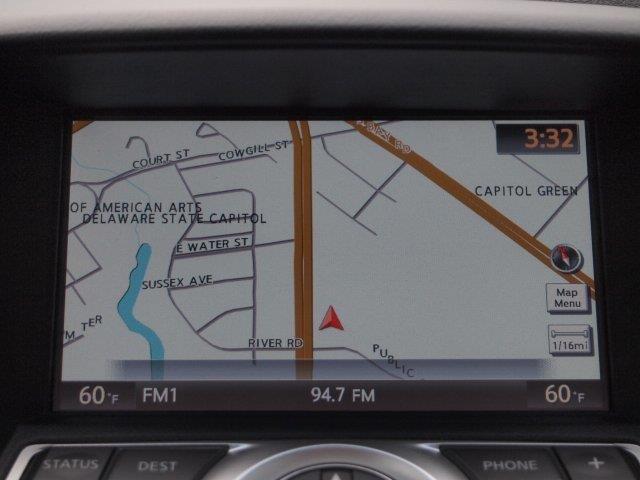 3:32
COURT ST
COWGILL ST
RD
CAPITOL GREEN
OF AMERICAN ARTS
DELAWARE STATE CAPITOL
E WATER ST
SUSSEX AVE
Map
Menu
TER
RIVER RD
PUBLIC
1/16mi
60°F FM1 94.7 FM 60°F
STATUS DEST PHONE +